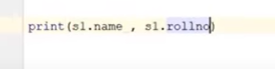 print(s1.name , s1.rollno)